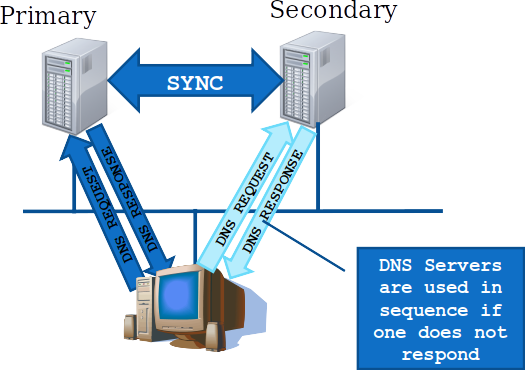 Primary
Secondary
SYNC
DNS REQUEST
DNS RESPONSE
DNS REQUEST
DNS RESPONSE
DNS Servers
are used in
sequence if
one does not
respond